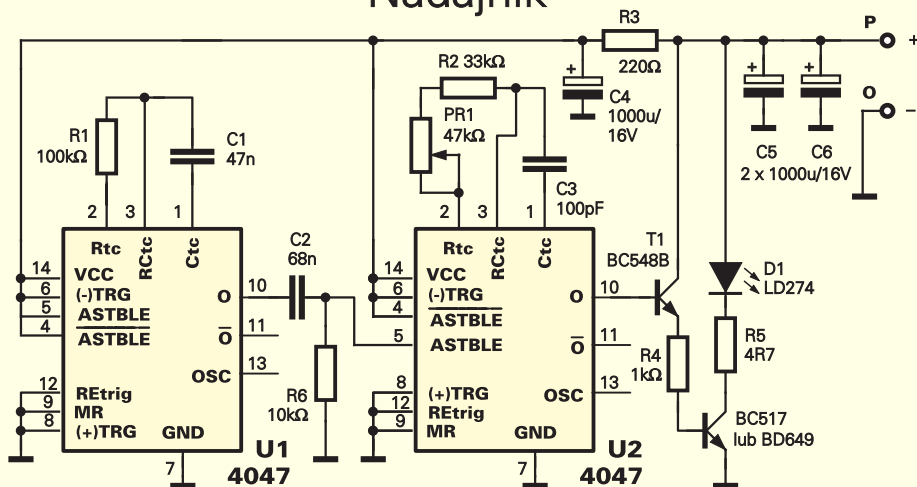 Nadajnik
P
+
R3
220Ω
R2 33kΩ
PR1
47kΩ
+
C4
1000u/
16V
+
+
C5
C6
2 x 1000u/16V
O
–
R1
100kΩ
C1
47n
C3
100pF
2
3
1
Rtc
RCtc
Ctc
14
VCC
6
(-)TRG
5
ASTBLE
4
ASTBLE
12
REtrig
9
MR
8
(+)TRG
GND
7
O
10
O
11
OSC
13
U1
4047
C2
68n
R6
10kΩ
2
3
1
Rtc
RCtc
Ctc
14
VCC
6
(-)TRG
4
ASTBLE
5
ASTBLE
8
(+)TRG
12
REtrig
9
MR
GND
7
O
10
O
11
OSC
13
U2
4047
T1
BC548B
R4
1kΩ
D1
LD274
R5
4R7
BC517
lub BD649